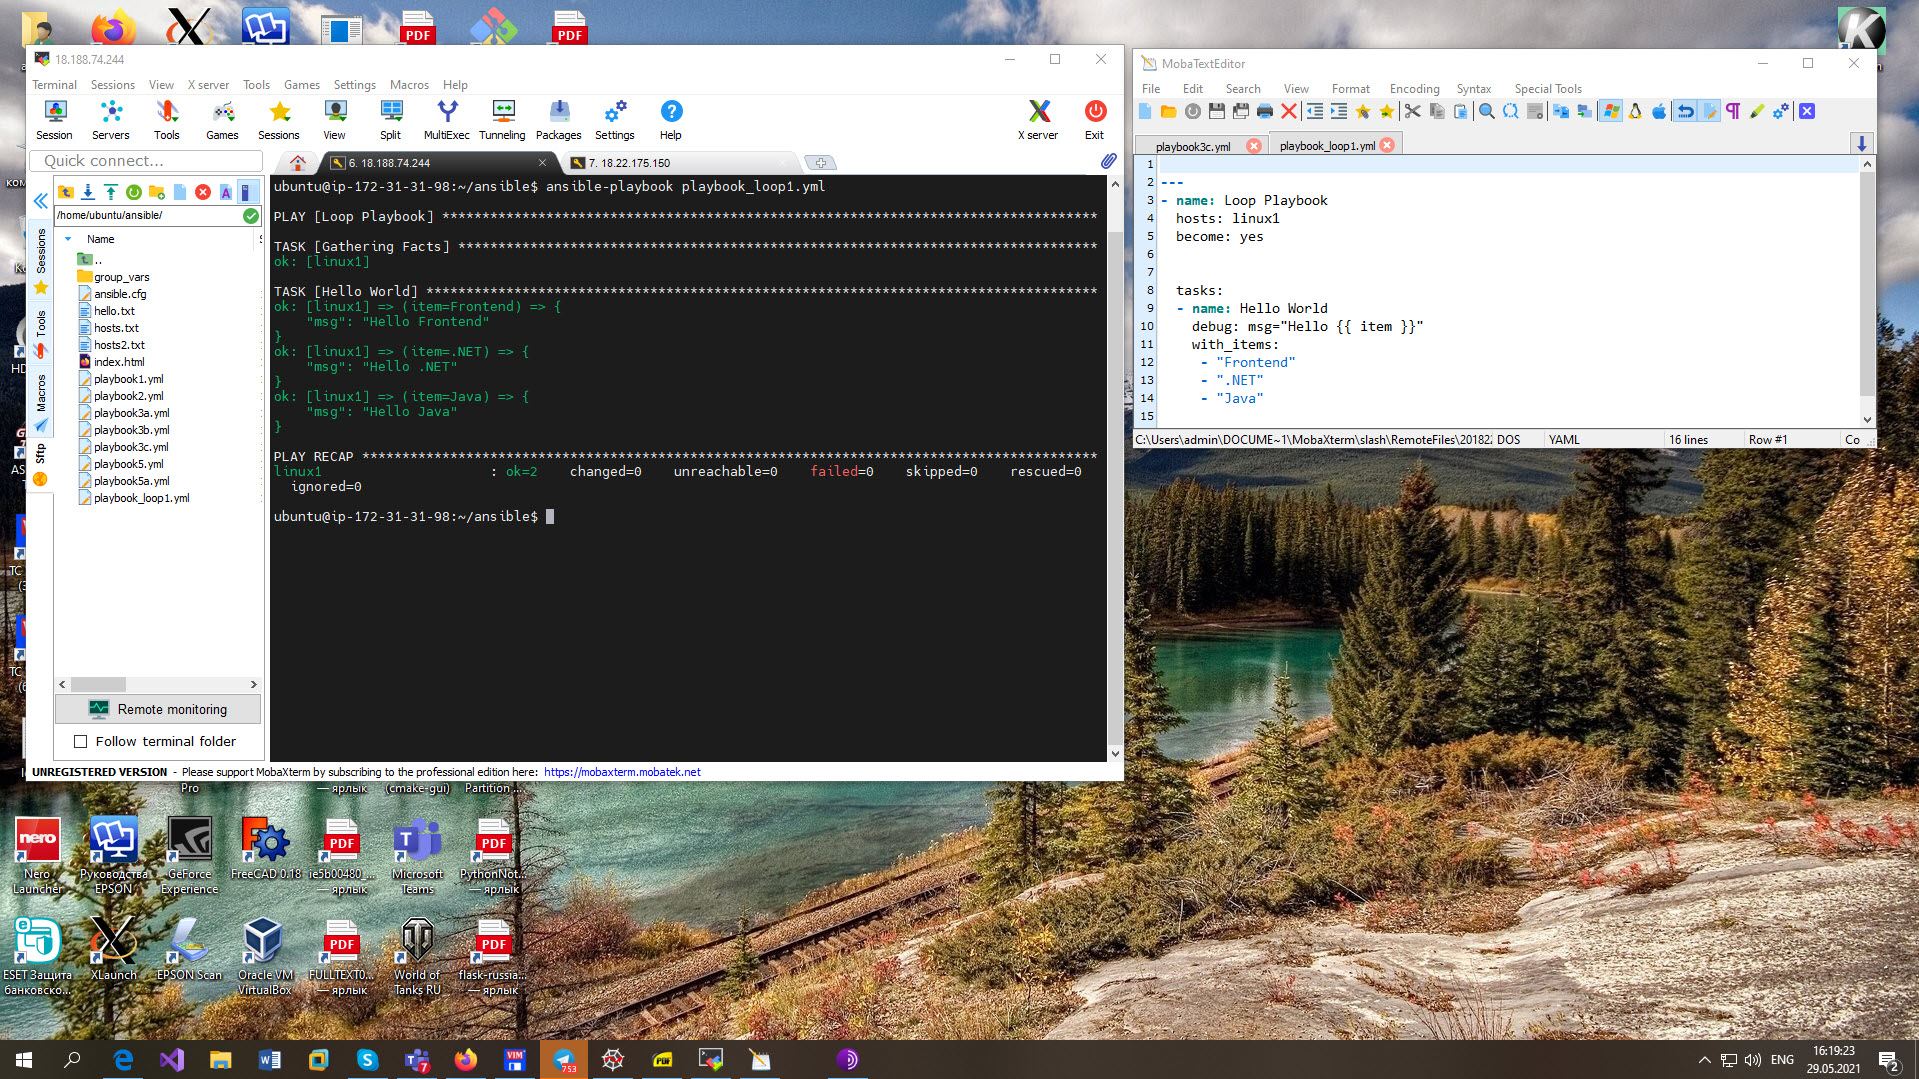 18.188.74.244
Terminal Sessions View X server Tools Games Settings Macros Help
Session Servers Tools Games Sessions View Split MultiExec Tunneling Packages Settings Help X server Exit
Quick connect...
6. 18.188.74.244
7. 18.22.175.150
/home/ubuntu/ansible/
Name
..
group_vars
ansible.cfg
hello.txt
hosts.txt
hosts2.txt
index.html
playbook1.yml
playbook2.yml
playbook3a.yml
playbook3b.yml
playbook3c.yml
playbook5.yml
playbook5a.yml
playbook_loop1.yml
Sessions
Tools
Macros
Sftp
Remote monitoring
Follow terminal folder
ubuntu@ip-172-31-31-98:~/ansible$ ansible-playbook playbook_loop1.yml
PLAY [Loop Playbook] **********************************************************************************
TASK [Gathering Facts] ********************************************************************************
ok: [linux1]
TASK [Hello World] ************************************************************************************
ok: [linux1] => (item=Frontend) => {
"msg": "Hello Frontend"
}
ok: [linux1] => (item=.NET) => {
"msg": "Hello .NET"
}
ok: [linux1] => (item=Java) => {
"msg": "Hello Java"
}
PLAY RECAP ********************************************************************************************
linux1 : ok=2 changed=0 unreachable=0 failed=0 skipped=0 rescued=0
ignored=0
ubuntu@ip-172-31-31-98:~/ansible$
UNREGISTERED VERSION - Please support MobaXterm by subscribing to the professional edition here: https://mobaxterm.mobatek.net
MobaTextEditor
File Edit Search View Format Encoding Syntax Special Tools
playbook3c.yml
playbook_loop1.yml
1
2 ---
3 - name: Loop Playbook
4 hosts: linux1
5 become: yes
6
7
8 tasks:
9 - name: Hello World
10 debug: msg="Hello {{ item }}"
11 with_items:
12 - "Frontend"
13 - ".NET"
14 - "Java"
15
C:\Users\admin\DOCUME~1\MobaXterm\slash\RemoteFiles\20182 DOS YAML 16 lines Row #1 Co
PDF
PDF
Pro
— ярлык
(cmake-gui)
Partition ...
— ярлык
nero
Nero Launcher
Руководства EPSON
GeForce Experience
FreeCAD 0.18
PDF
ie5b00480_... — ярлык
Microsoft Teams
PDF
PythonNot... — ярлык
ESET Защита банковско...
XLaunch
EPSON Scan
Oracle VM VirtualBox
PDF
FULLTEXT0... — ярлык
World of Tanks RU
PDF
flask-russia... — ярлык
7
VIM
753
PDF
ENG
16:19:23
29.05.2021
2